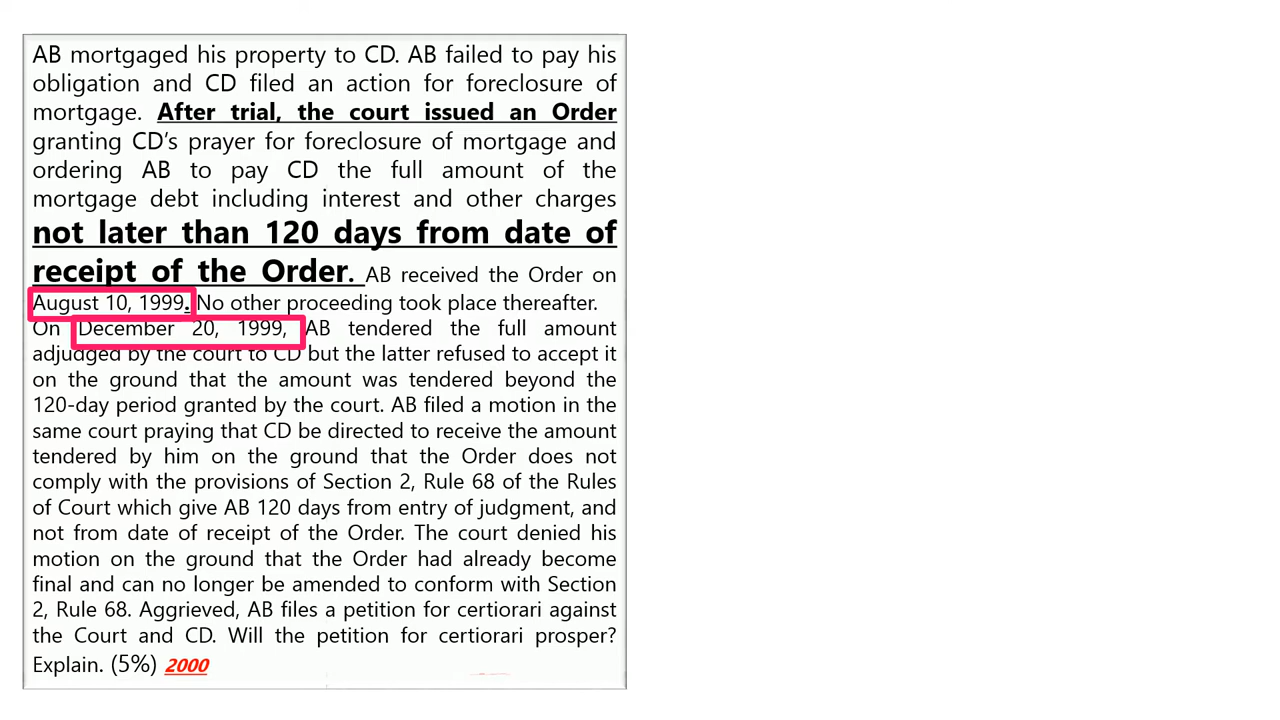 AB mortgaged his property to CD. AB failed to pay his
obligation and CD filed an action for foreclosure of
mortgage. After trial, the court issued an Order
granting CD's prayer for foreclosure of mortgage and
ordering AB to pay CD the full amount of the
mortgage debt including interest and other charges
not later than 120 days from date of
receipt of the Order. AB received the Order on
August 10, 1999. No other proceeding took place thereafter.
On December 20, 1999, AB tendered the full amount
adjudged by the court to CD but the latter refused to accept it
on the ground that the amount was tendered beyond the
120-day period granted by the court. AB filed a motion in the
same court praying that CD be directed to receive the amount
tendered by him on the ground that the Order does not
comply with the provisions of Section 2, Rule 68 of the Rules
of Court which give AB 120 days from entry of judgment, and
not from date of receipt of the Order. The court denied his
motion on the ground that the Order had already become
final and can no longer be amended to conform with Section
2, Rule 68. Aggrieved, AB files a petition for certiorari against
the Court and CD. Will the petition for certiorari prosper?
Explain. (5%) 2000